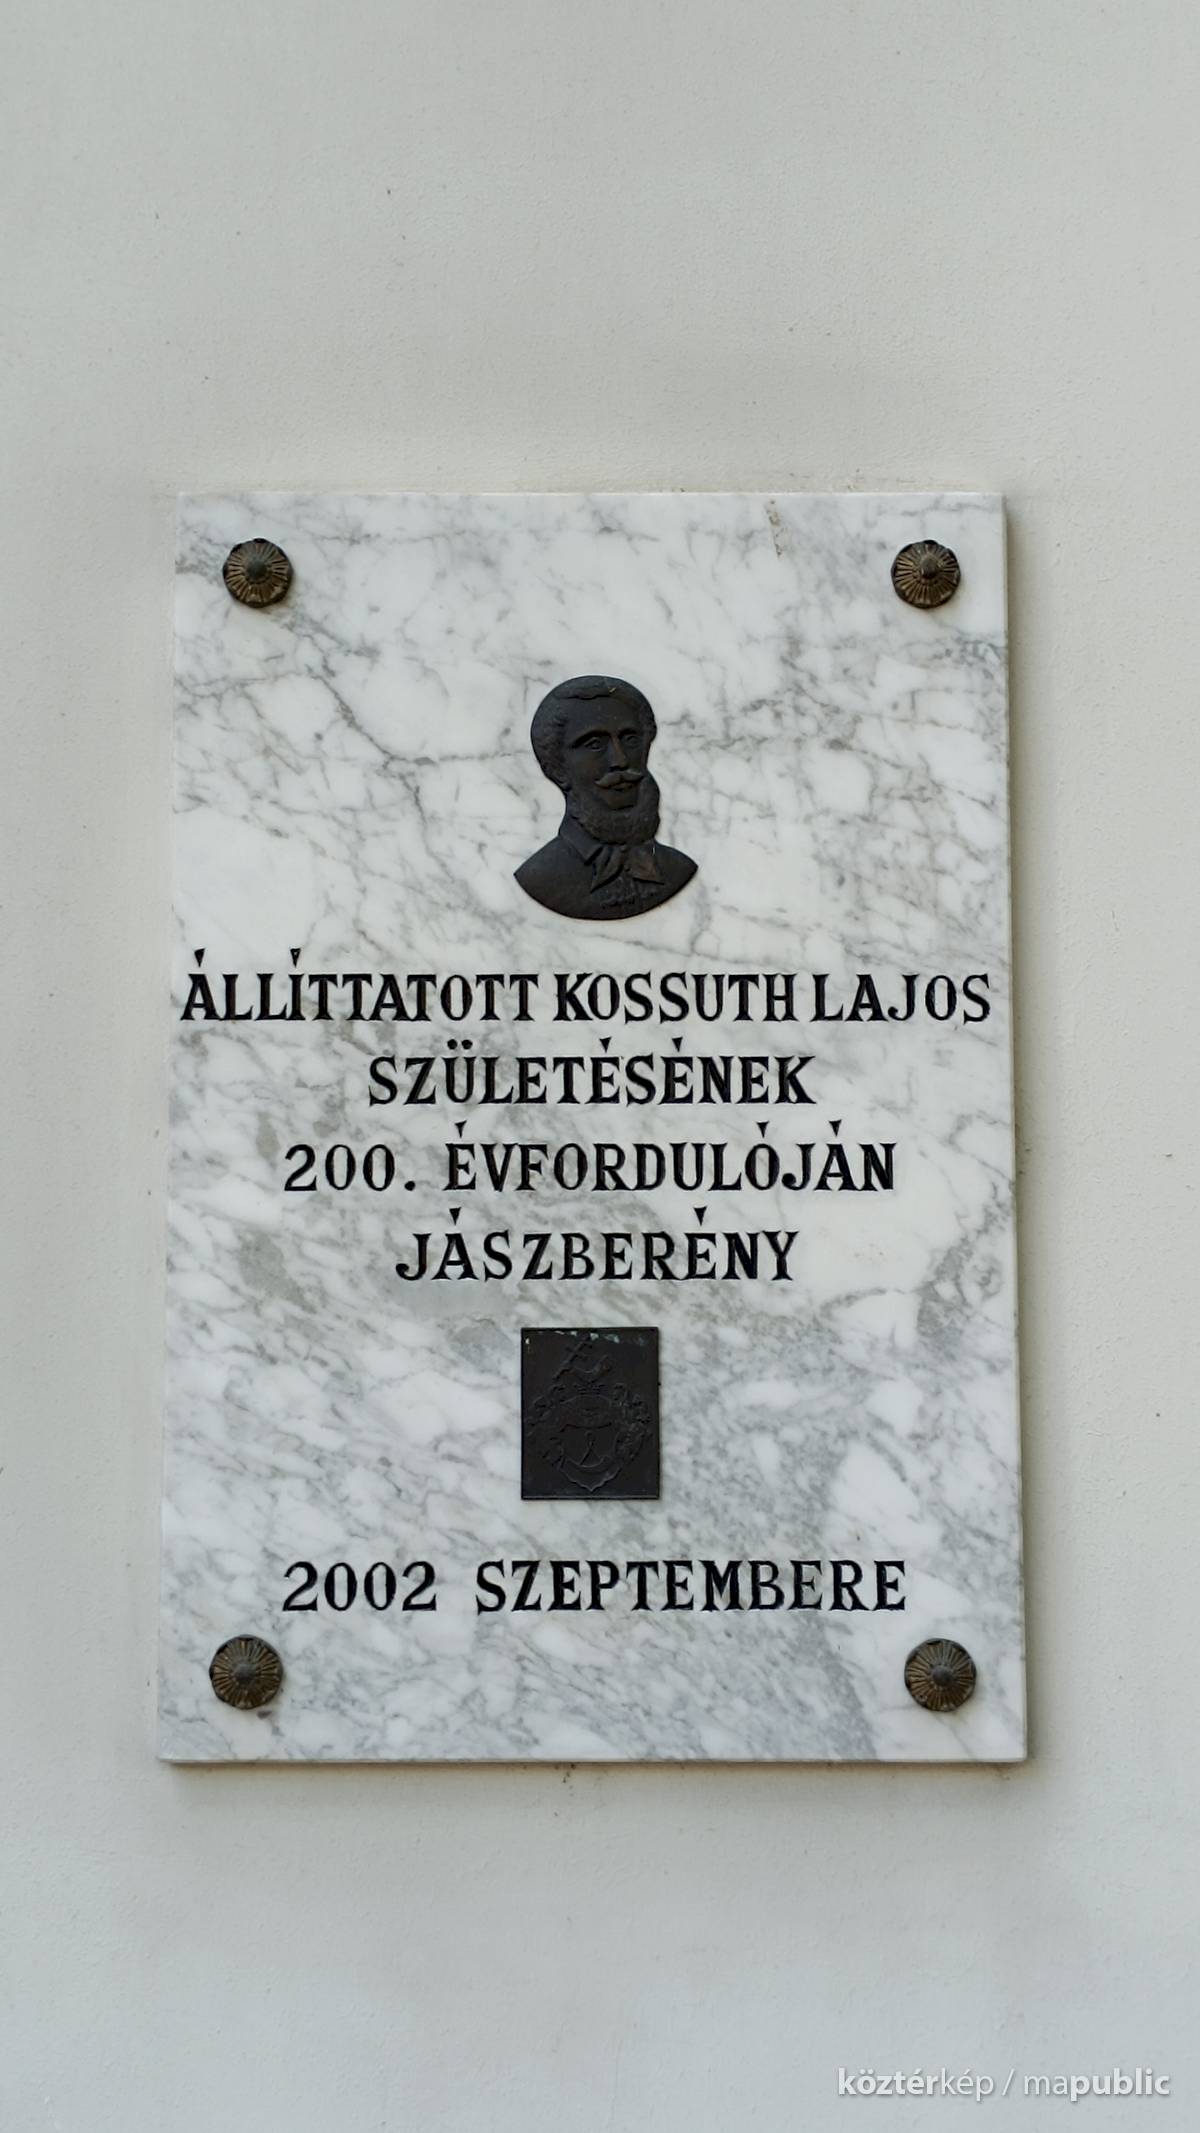 ÁLLÍTTATOTT KOSSUTH LAJOS
SZÜLETÉSÉNEK
200. ÉVFORDULÓJÁN
JÁSZBERÉNY
2002 SZEPTEMBERE
köztérkép / mapublic